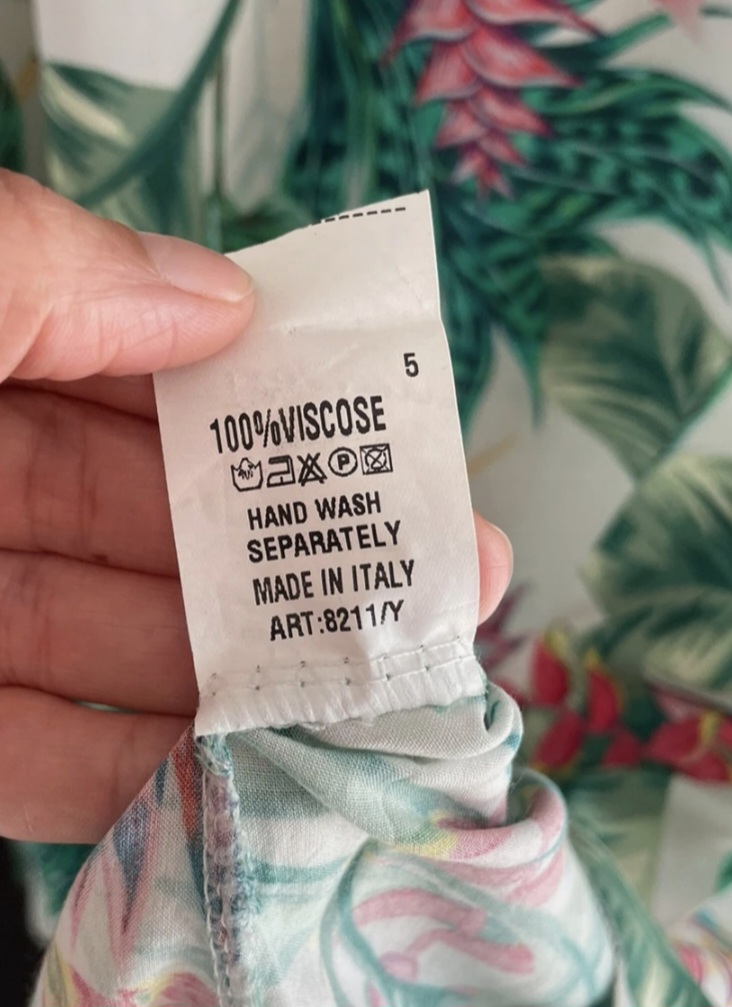 5
100%VISCOSE
P
HAND WASH
SEPARATELY
MADE IN ITALY
ART:8211/Y